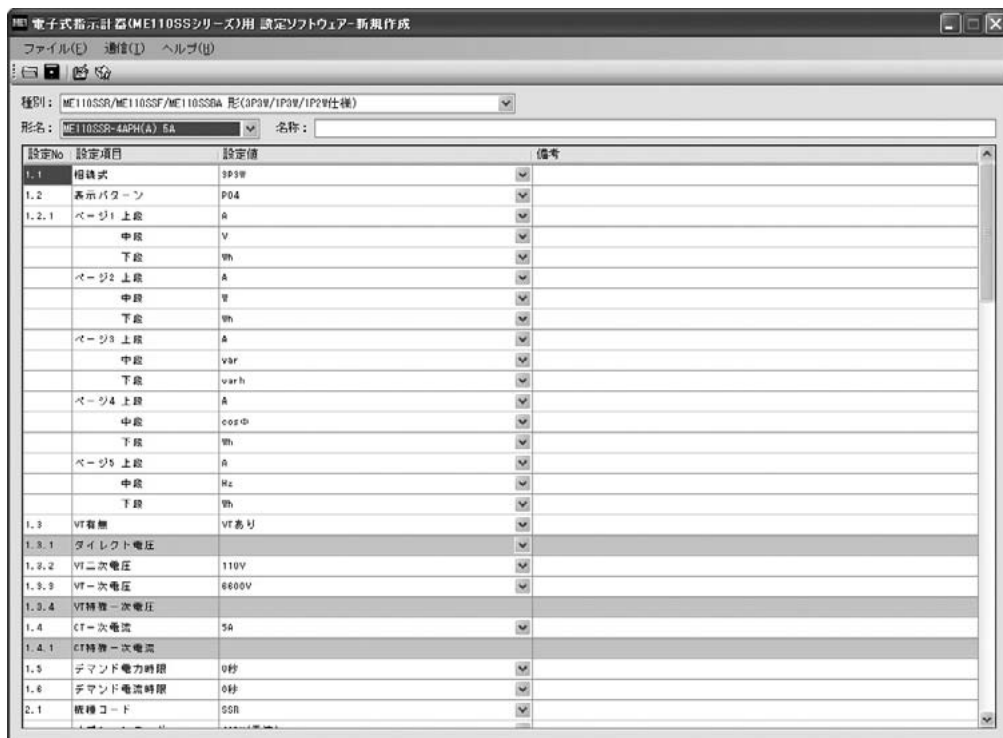 電子式指示計器(ME110SSシリーズ)用 設定ソフトウェア-新規作成
ファイル(F) 通信(T) ヘルプ(H)
種別: ME110SSR/ME110SSF/ME110SSBA 形(3P3W/1P3W/1P2W仕様)
形名: ME110SSR-4APH(A) 5A 名称:
設定No 設定項目 設定値 備考
1.1 相線式 3P3W
1.2 表示パターン P04
1.2.1 ページ1 上段 A
中段 V
下段 Wh
ページ2 上段 A
中段 W
下段 Wh
ページ3 上段 A
中段 var
下段 varh
ページ4 上段 A
中段 cosΦ
下段 Wh
ページ5 上段 A
中段 Hz
下段 Wh
1.3 VT有無 VTあり
1.3.1 ダイレクト電圧
1.3.2 VT二次電圧 110V
1.3.3 VT一次電圧 6600V
1.3.4 VT特殊一次電圧
1.4 CT一次電流 5A
1.4.1 CT特殊一次電流
1.5 デマンド電力時限 0秒
1.6 デマンド電流時限 0秒
2.1 機種コード SSR